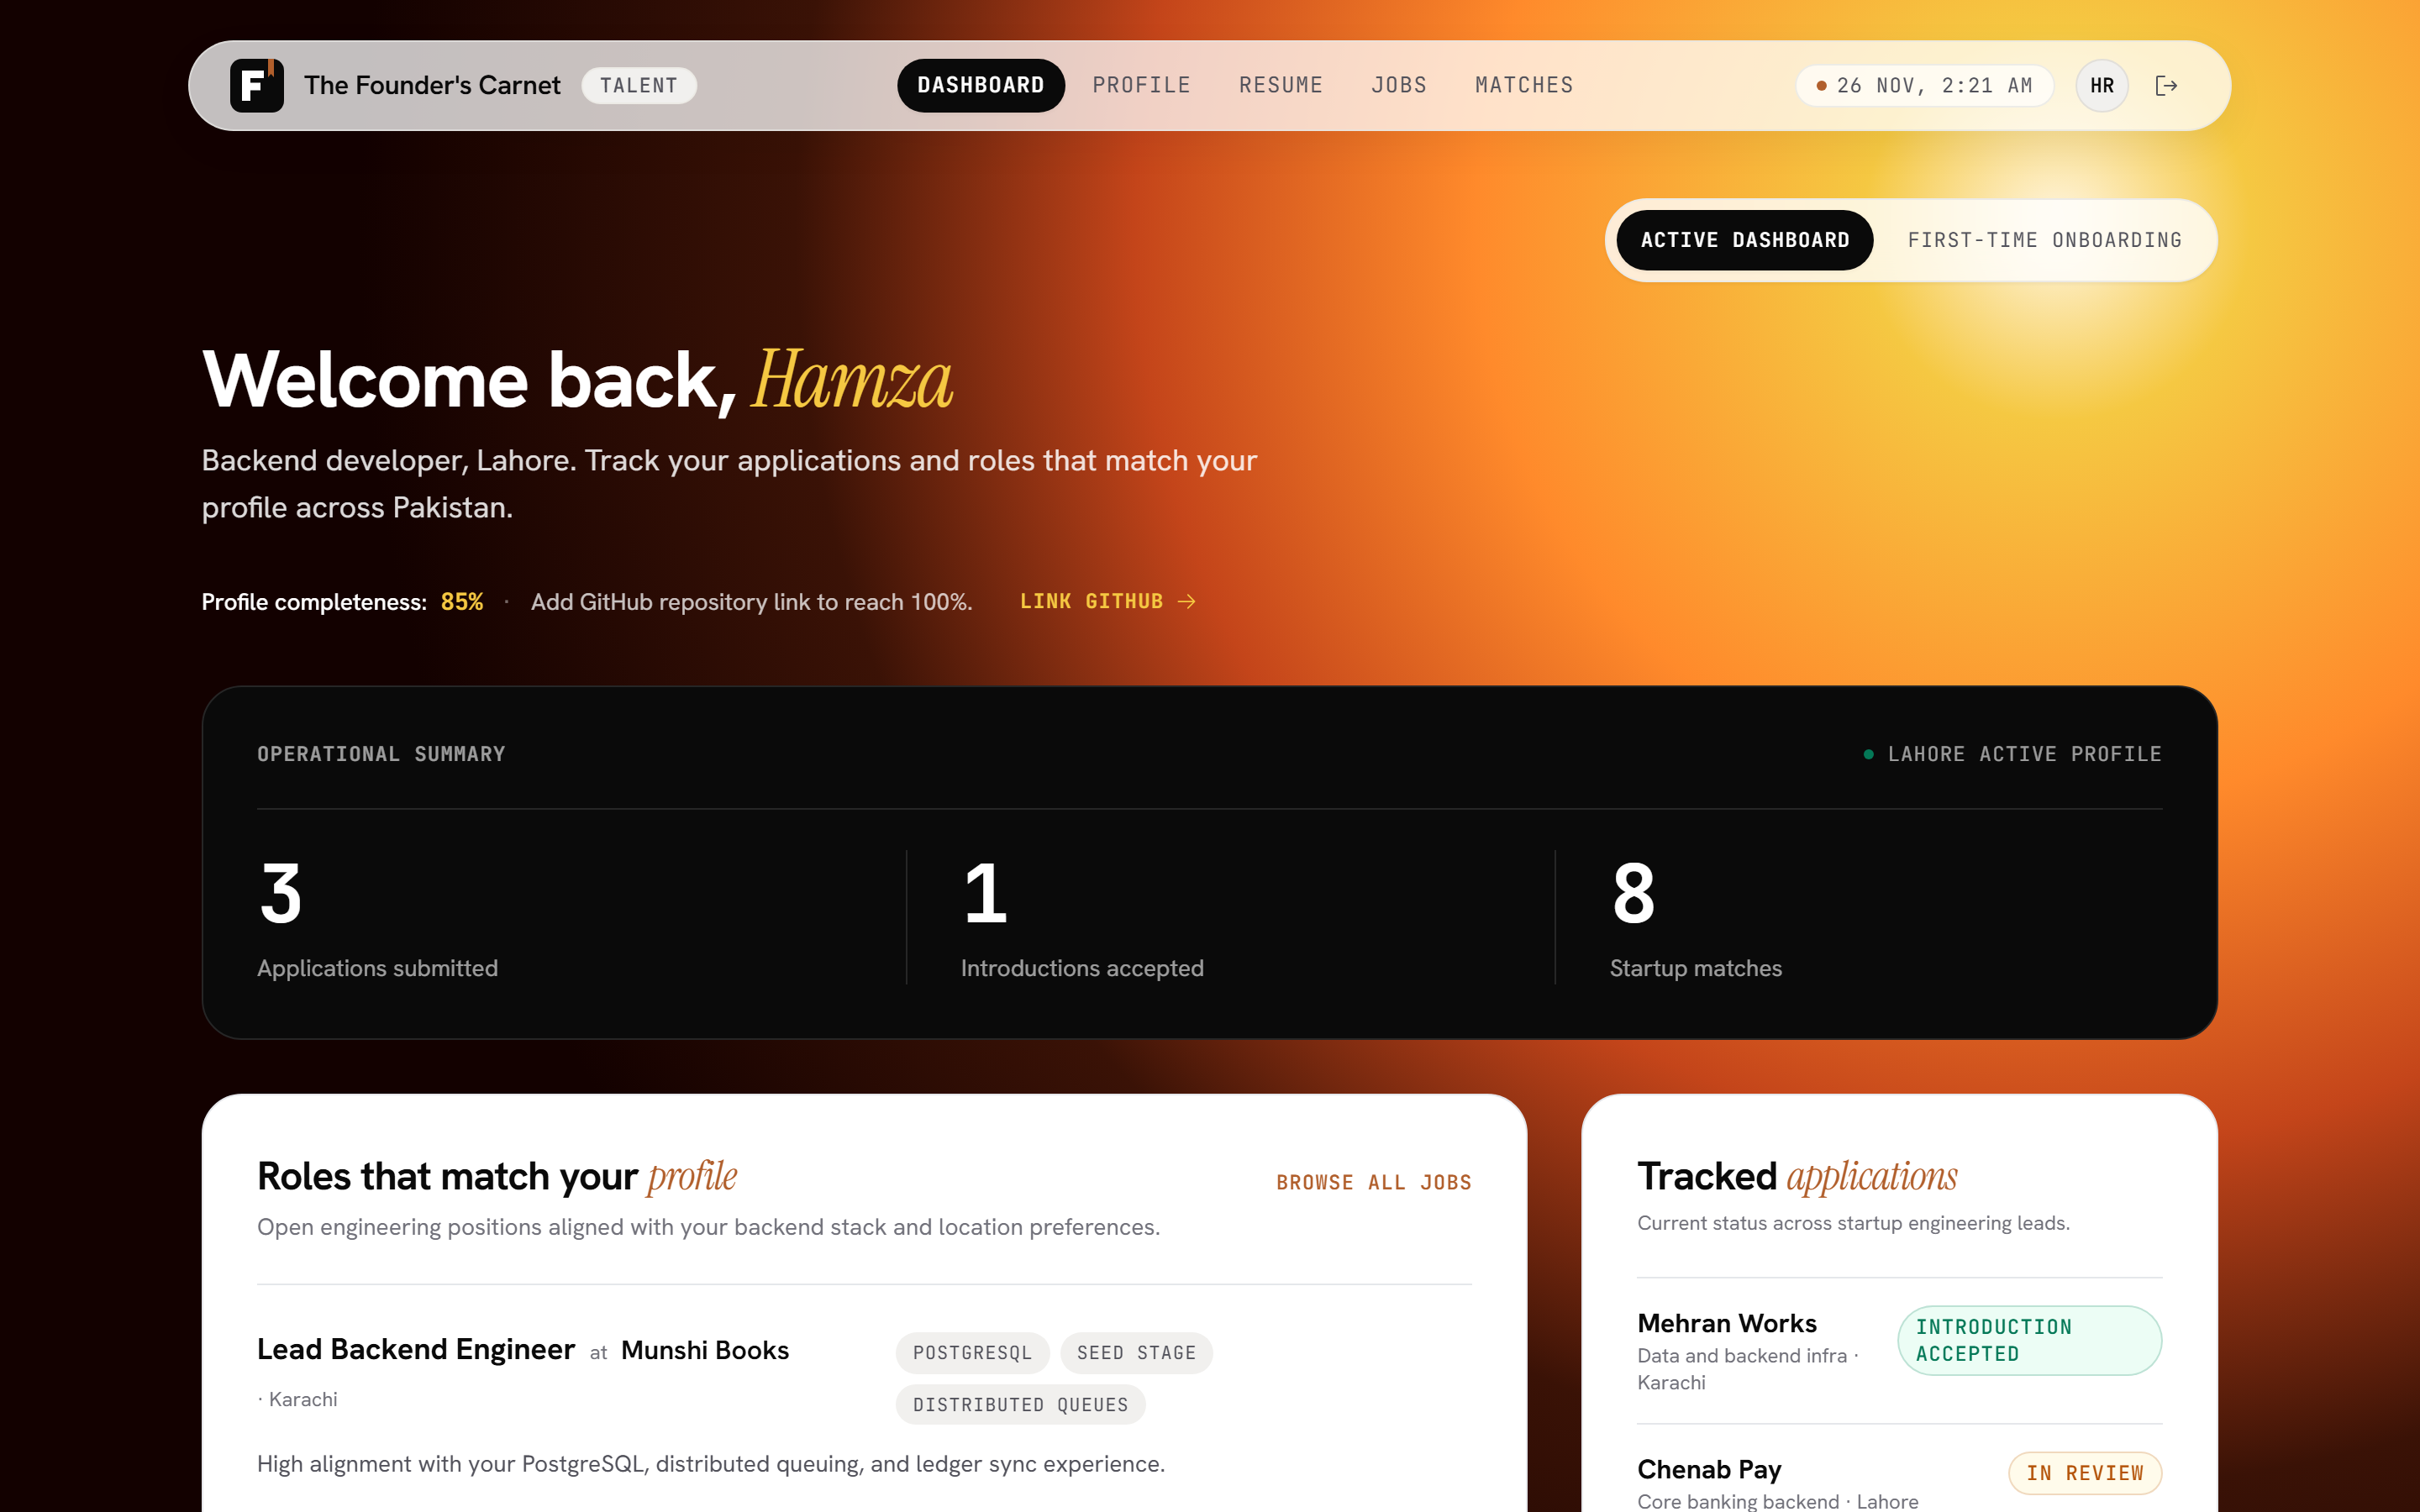 The Founder's Carnet
TALENT
DASHBOARD
PROFILE
RESUME
JOBS
MATCHES
26 NOV, 2:21 AM
HR
ACTIVE DASHBOARD
FIRST-TIME ONBOARDING
Welcome back, Hamza
Backend developer, Lahore. Track your applications and roles that match your
profile across Pakistan.
Profile completeness: 85% · Add GitHub repository link to reach 100%. LINK GITHUB →
OPERATIONAL SUMMARY
LAHORE ACTIVE PROFILE
3
Applications submitted
1
Introductions accepted
8
Startup matches
Roles that match your profile
BROWSE ALL JOBS
Open engineering positions aligned with your backend stack and location preferences.
Lead Backend Engineer at Munshi Books
· Karachi
POSTGRESQL
SEED STAGE
DISTRIBUTED QUEUES
High alignment with your PostgreSQL, distributed queuing, and ledger sync experience.
Tracked applications
Current status across startup engineering leads.
Mehran Works
Data and backend infra ·
Karachi
INTRODUCTION
ACCEPTED
Chenab Pay
Core banking backend · Lahore
IN REVIEW